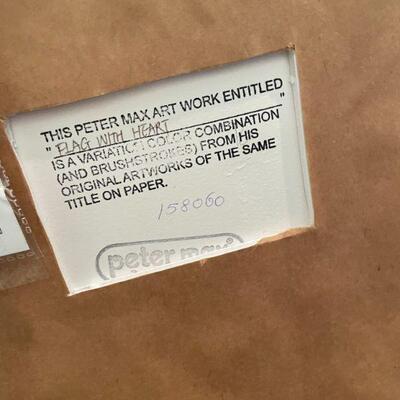 THIS PETER MAX ART WORK ENTITLED
" FLAG WITH HEART "
IS A VARIATION COLOR COMBINATION
(AND BRUSHSTROKES) FROM HIS
ORIGINAL ARTWORKS OF THE SAME
TITLE ON PAPER.
158060
peter max